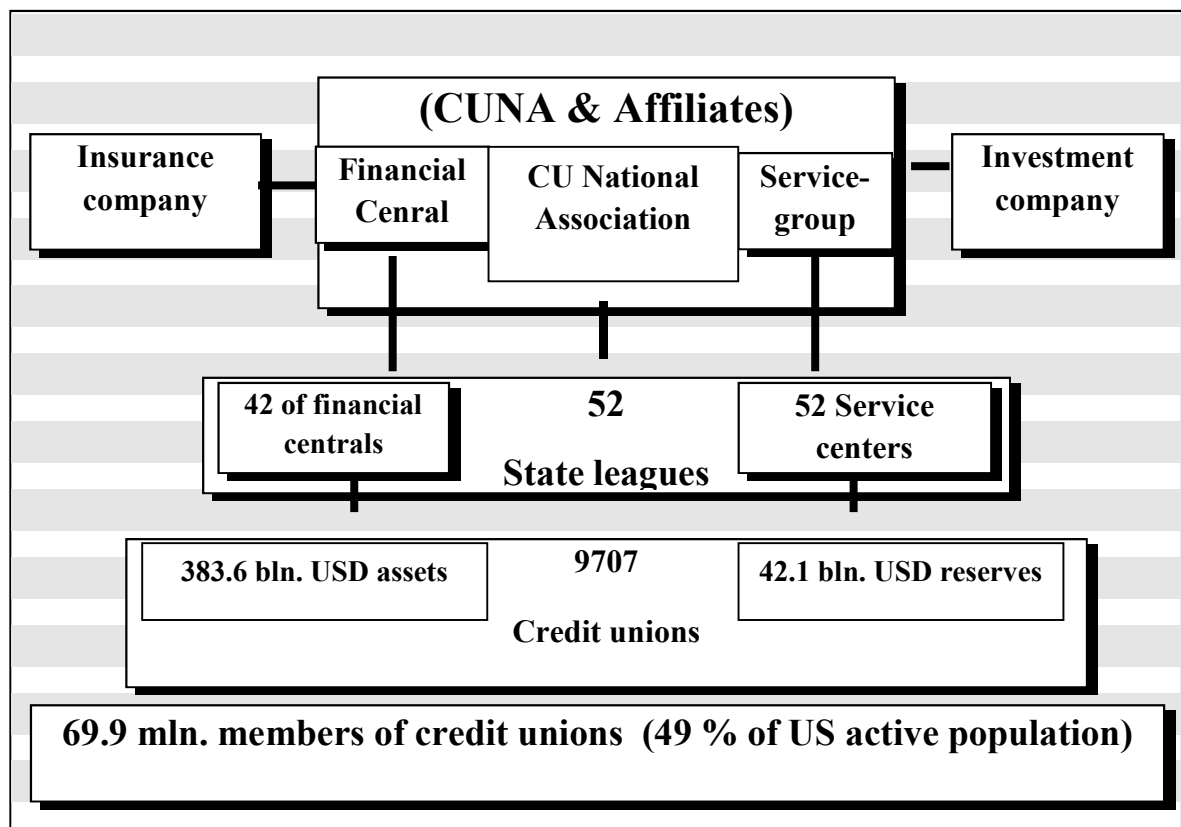 (CUNA & Affiliates)
Insurance
company
Financial
Cenral
CU National
Association
Service-
group
Investment
company
42 of financial
centrals
52
State leagues
52 Service
centers
383.6 bln. USD assets
9707
Credit unions
42.1 bln. USD reserves
69.9 mln. members of credit unions (49 % of US active population)